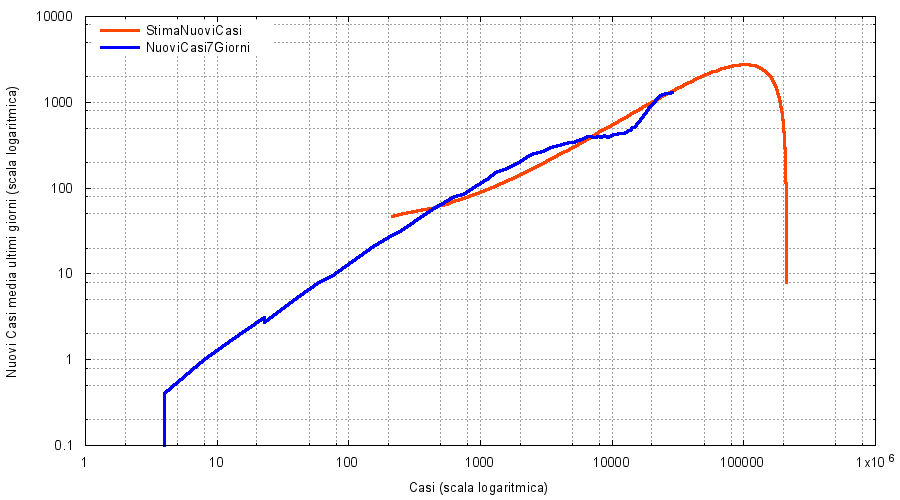 10000
1000
100
10
1
0.1
StimaNuoviCasi
NuoviCasi7Giorni
Nuovi Casi media ultimi giorni (scala logaritmica)
1
10
100
1000
10000
100000
1x10 6
Casi (scala logaritmica)